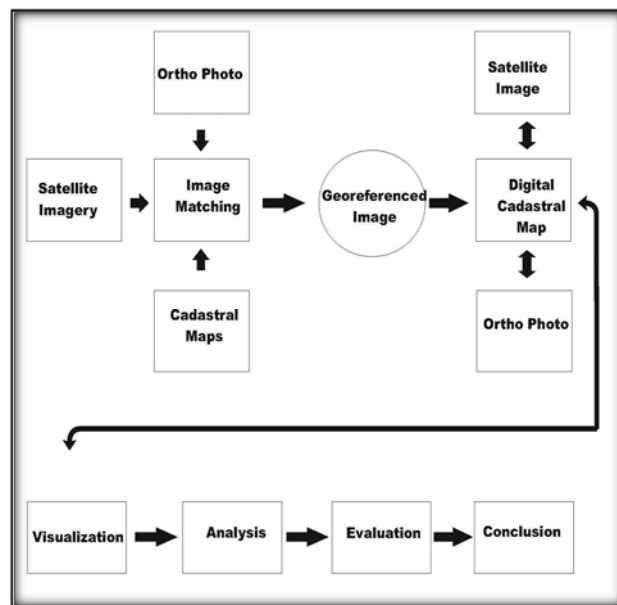 Ortho Photo
Satellite
Image
Satellite
Imagery
Image
Matching
Georeferenced
Image
Digital
Cadastral
Map
Cadastral
Maps
Ortho Photo
Visualization
Analysis
Evaluation
Conclusion